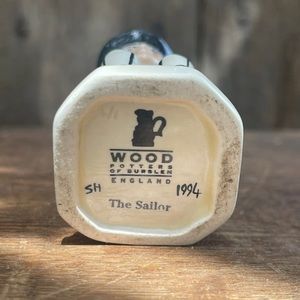 WOOD
POTTERS
OF BURSLEM
ENGLAND
SH 1994
The Sailor